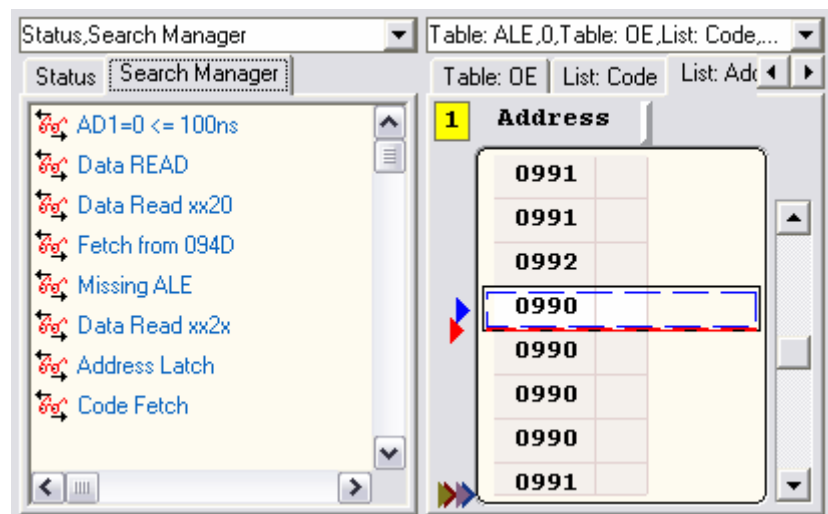 Status,Search Manager
Status
Search Manager
AD1=0 <= 100ns
Data READ
Data Read xx20
Fetch from 094D
Missing ALE
Data Read xx2x
Address Latch
Code Fetch
Table: ALE,0,Table: OE,List: Code,...
Table: OE
List: Code
List: Add
1
Address
0991
0991
0992
0990
0990
0990
0990
0991